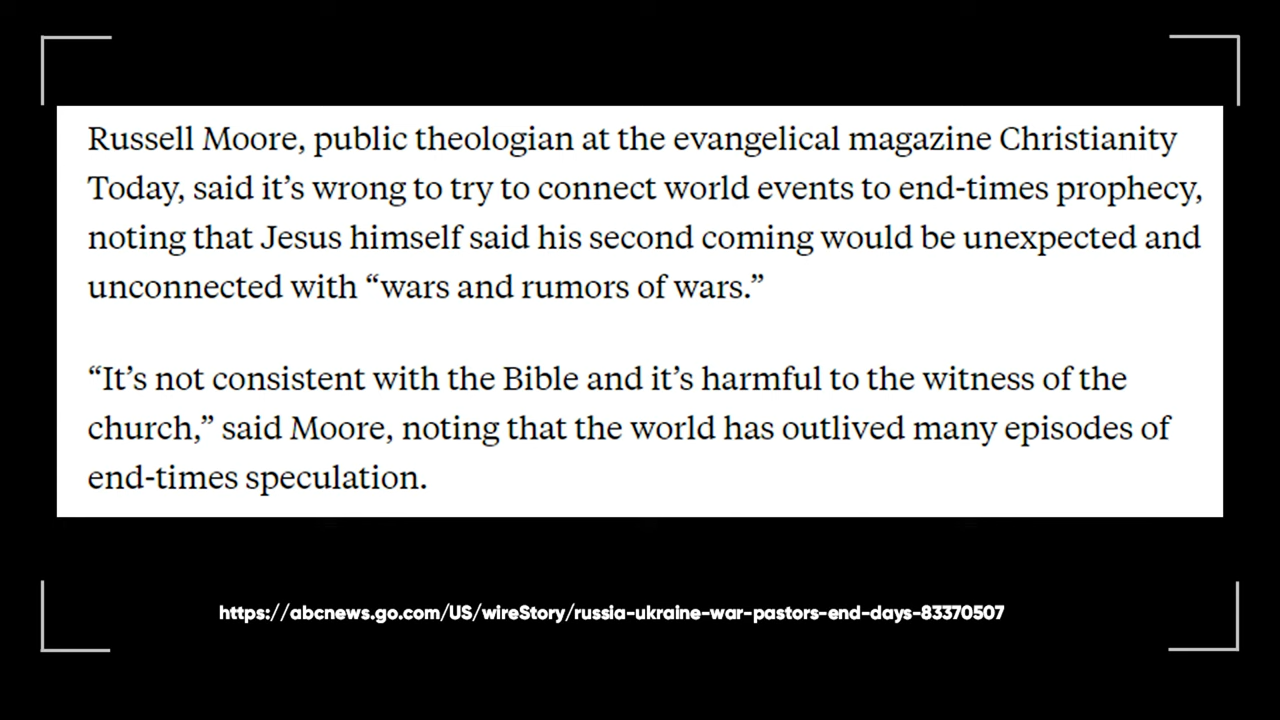 Russell Moore, public theologian at the evangelical magazine Christianity
Today, said it’s wrong to try to connect world events to end-times prophecy,
noting that Jesus himself said his second coming would be unexpected and
unconnected with “wars and rumors of wars.”
“It’s not consistent with the Bible and it’s harmful to the witness of the
church,” said Moore, noting that the world has outlived many episodes of
end-times speculation.
https://abcnews.go.com/US/wireStory/russia-ukraine-war-pastors-end-days-83370507